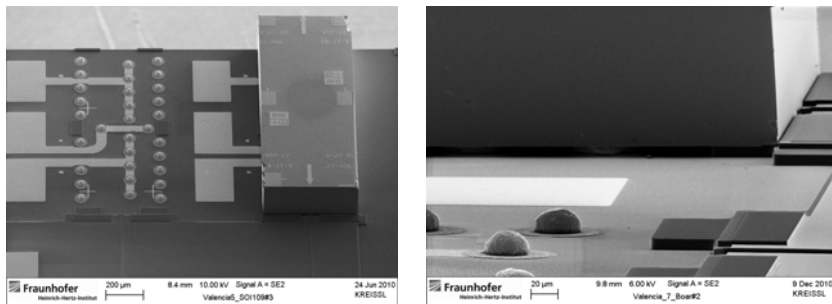 Fraunhofer
Heinrich-Hertz-Institut
200 µm
8.4 mm 10.00 kV Signal A = SE2
24 Jun 2010
Valencia5_SOI109#3
KREISSL
Fraunhofer
Heinrich-Hertz-Institut
20 µm
9.8 mm 6.00 kV Signal A = SE2
9 Dec 2010
Valencia_7_Boar#2
KREISSL